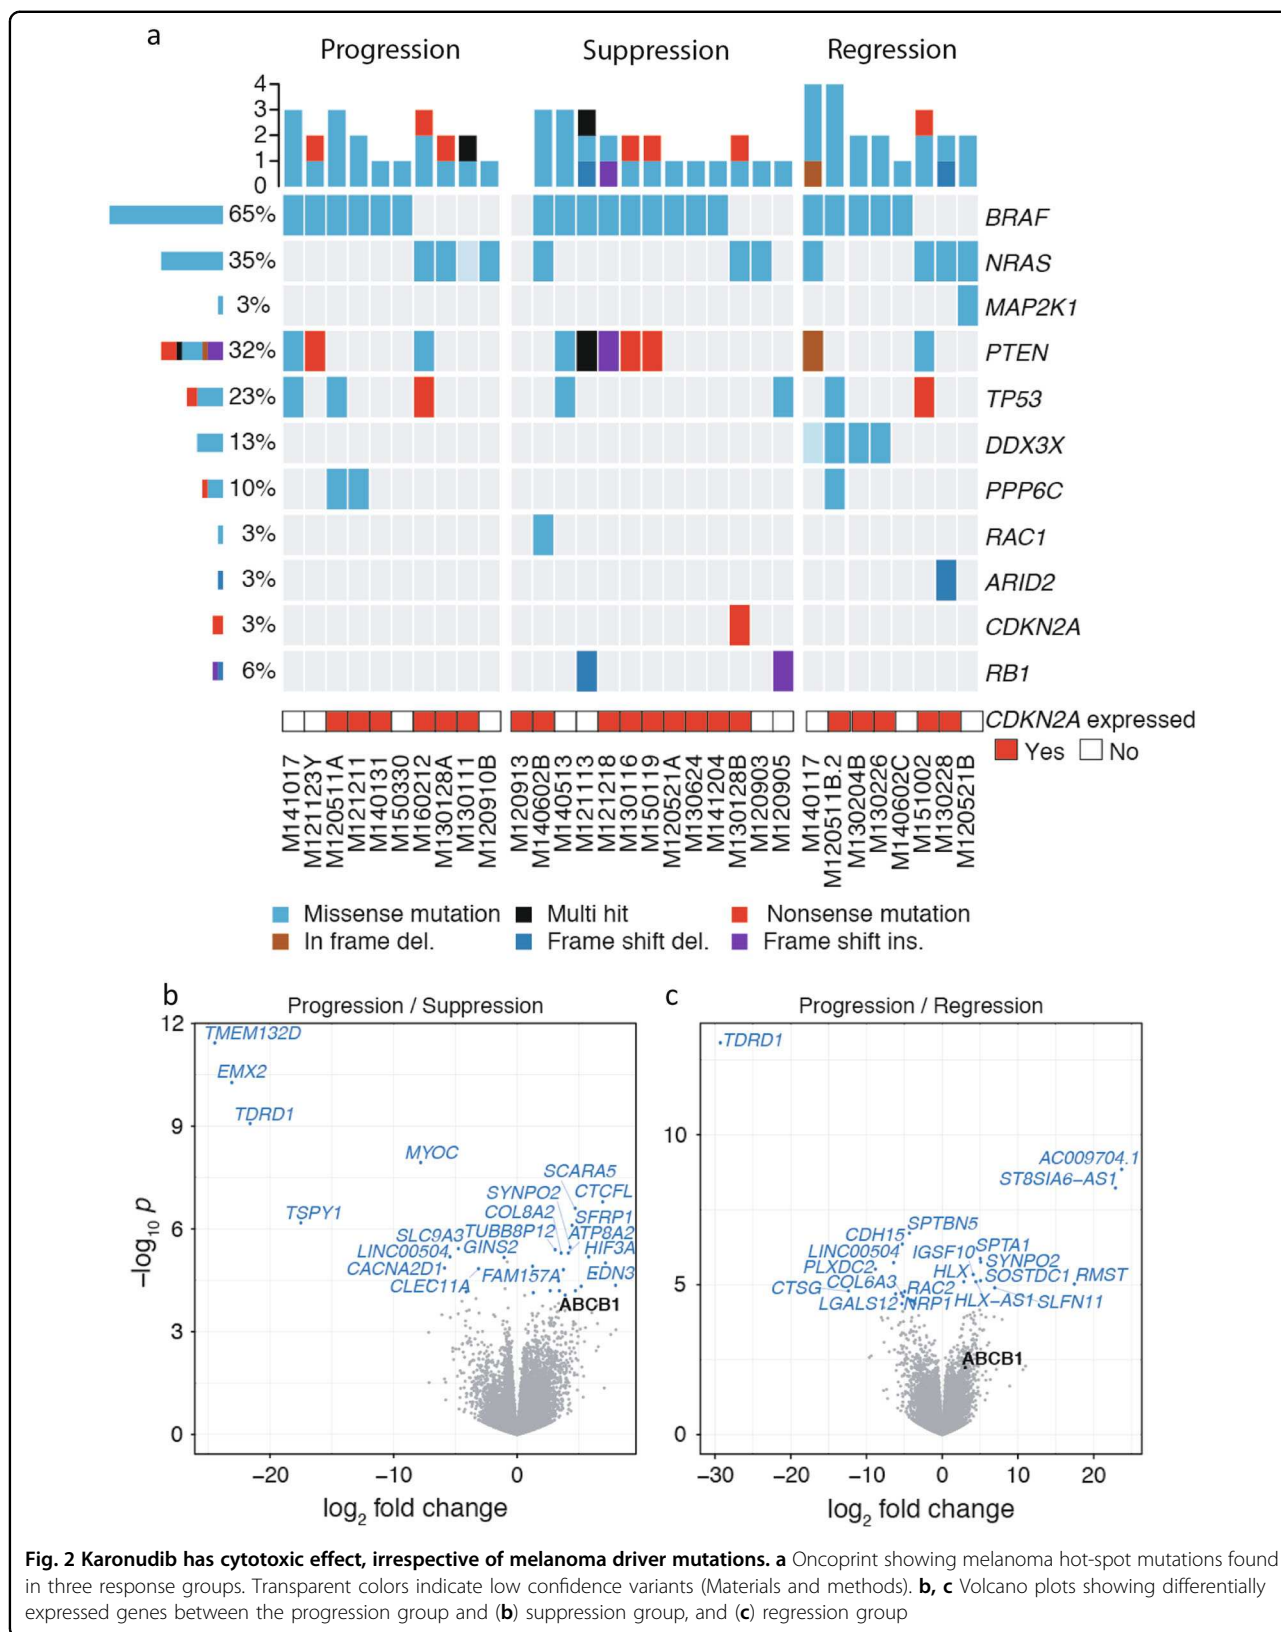 a
Progression Suppression Regression
4
3
2
1
0
65% BRAF
35% NRAS
3% MAP2K1
32% PTEN
23% TP53
13% DDX3X
10% PPP6C
3% RAC1
3% ARID2
3% CDKN2A
6% RB1
CDKN2A expressed
Yes No
M141017
M121123Y
M120511A
M121211
M140131
M150330
M160212
M130128A
M130111
M120910B
M120913
M140602B
M140513
M121113
M121218
M130116
M150119
M120521A
M130624
M141204
M130128B
M120903
M120905
M140117
M120511B.2
M130204B
M130226
M140602C
M151002
M130228
M120521B
Missense mutation Multi hit Nonsense mutation
In frame del. Frame shift del. Frame shift ins.
b
Progression / Suppression
12
9
6
3
0
−log10 p
TMEM132D
EMX2
TDRD1
MYOC
SCARA5
SYNPO2 CTCFL
TSPY1 COL8A2 SFRP1
SLC9A3 TUBB8P12 ATP8A2
LINC00504 GINS2 HIF3A
CACNA2D1 FAM157A EDN3
CLEC11A
ABCB1
−20 −10 0
log2 fold change
c
Progression / Regression
10
5
0
TDRD1
AC009704.1
ST8SIA6−AS1
SPTBN5
CDH15 SPTA1
LINC00504 IGSF10 SYNPO2
PLXDC2 HLX SOSTDC1 RMST
CTSG COL6A3 RAC2
LGALS12 NRP1 HLX−AS1 SLFN11
ABCB1
−30 −20 −10 0 10 20
log2 fold change
Fig. 2 Karonudib has cytotoxic effect, irrespective of melanoma driver mutations. a Oncoprint showing melanoma hot-spot mutations found
in three response groups. Transparent colors indicate low confidence variants (Materials and methods). b, c Volcano plots showing differentially
expressed genes between the progression group and (b) suppression group, and (c) regression group